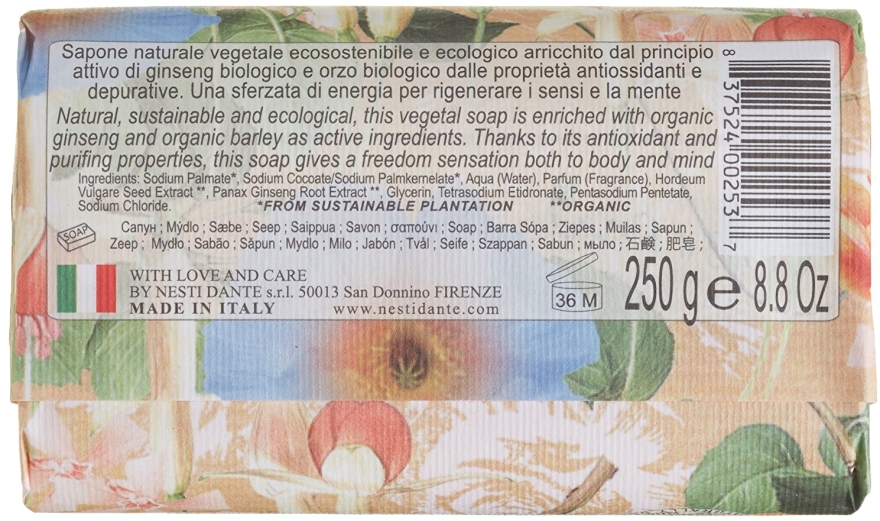 Sapone naturale vegetale ecosostenibile e ecologico arricchito dal principio
attivo di ginseng biologico e orzo biologico dalle proprietà antiossidanti e
depurative. Una sferzata di energia per rigenerare i sensi e la mente
Natural, sustainable and ecological, this vegetal soap is enriched with organic
ginseng and organic barley as active ingredients. Thanks to its antioxidant and
purifing properties, this soap gives a freedom sensation both to body and mind
Ingredients: Sodium Palmate*, Sodium Cocoate/Sodium Palmkernelate*, Aqua (Water), Parfum (Fragrance), Hordeum
Vulgare Seed Extract **, Panax Ginseng Root Extract **, Glycerin, Tetrasodium Etidronate, Pentasodium Pentetate,
Sodium Chloride. *FROM SUSTAINABLE PLANTATION **ORGANIC
SOAP
Сапун ; Mýdlo ; Sæbe ; Seep ; Saippua ; Savon ; σαπούνι ; Soap ; Barra Sópa ; Ziepes ; Muilas ; Sapun ;
Zeep ; Mydło ; Sabão ; Săpun ; Mydlo ; Milo ; Jabón ; Tvål ; Seife ; Szappan ; Sabun ; мыло ; 石鹸 ; 肥皂 ;
WITH LOVE AND CARE
BY NESTI DANTE s.r.l. 50013 San Donnino FIRENZE
MADE IN ITALY www.nestidante.com
36 M
250 g e 8.8 Oz
8 37524 00253 7